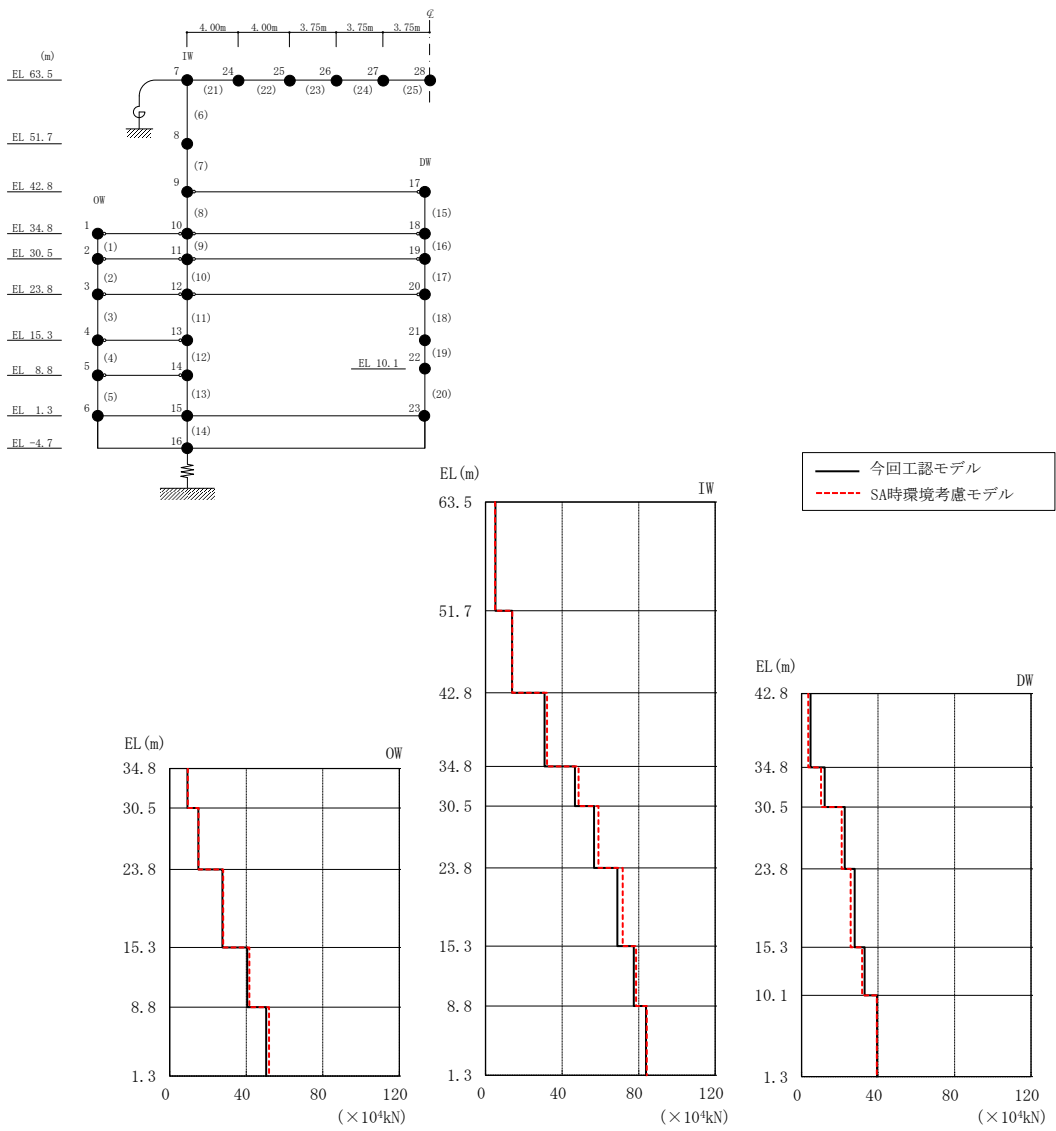 ℄
4.00m 4.00m 3.75m 3.75m 3.75m
(m) IW
EL 63.5 7 24 25 26 27 28
(21) (22) (23) (24) (25)
(6)
EL 51.7 8
(7) DW
EL 42.8 9 17
OW (8) (15)
EL 34.8 1 10 18
(1) (9) (16)
EL 30.5 2 11 19
(2) (10) (17)
EL 23.8 3 12 20
(3) (11) (18)
EL 15.3 4 13 21
(4) (12) EL 10.1 22 (19)
EL 8.8 5 14
(5) (13) (20)
EL 1.3 6 15 23
(14)
EL -4.7 16
今回工認モデル
SA時環境考慮モデル
EL(m) OW
34.8
30.5
23.8
15.3
8.8
1.3
0 40 80 120
(×10⁴kN)
EL(m) IW
63.5
51.7
42.8
34.8
30.5
23.8
15.3
8.8
1.3
0 40 80 120
(×10⁴kN)
EL(m) DW
42.8
34.8
30.5
23.8
15.3
10.1
1.3
0 40 80 120
(×10⁴kN)